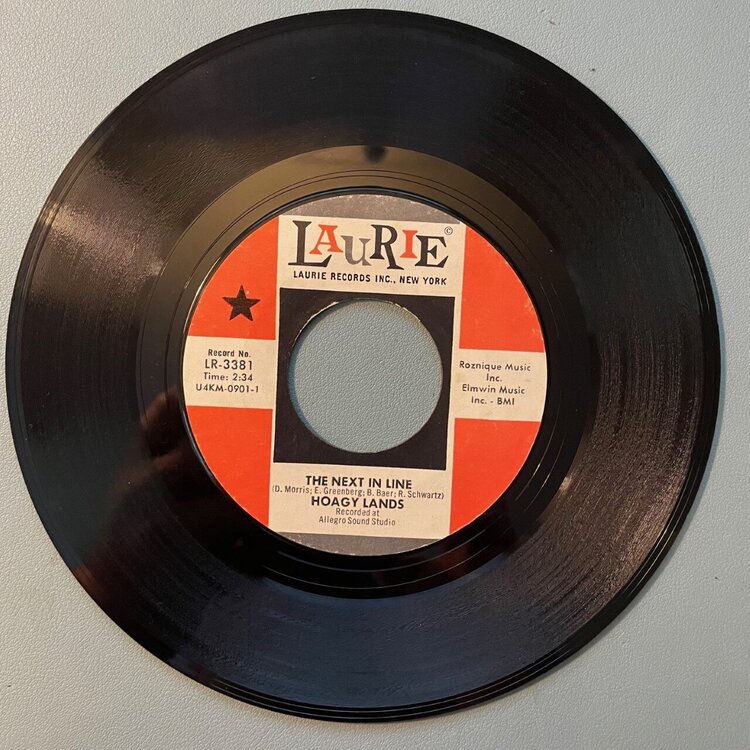 LAURIE ©
LAURIE RECORDS INC., NEW YORK
Record No.
LR-3381
Time: 2:34
U4KM-0901-1
Roznique Music
Inc.
Elmwin Music
Inc. - BMI
THE NEXT IN LINE
(D. Morris; E. Greenberg; B. Baer; R. Schwartz)
HOAGY LANDS
Recorded at
Allegro Sound Studio